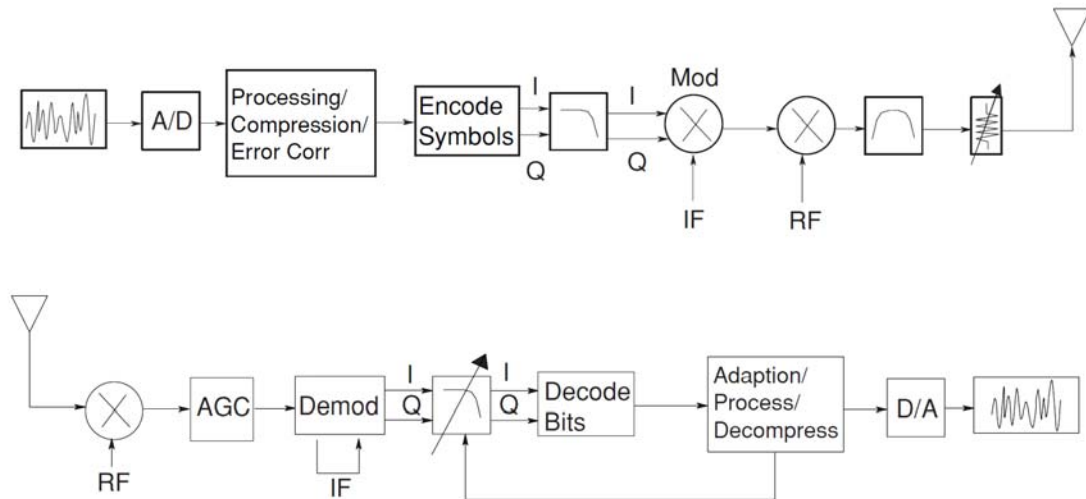 Mod
I
I
A/D
Processing/
Compression/
Error Corr
Encode
Symbols
Q
Q
IF
RF
I
I
AGC
Demod
Q
Q
Decode
Bits
Adaption/
Process/
Decompress
D/A
RF
IF